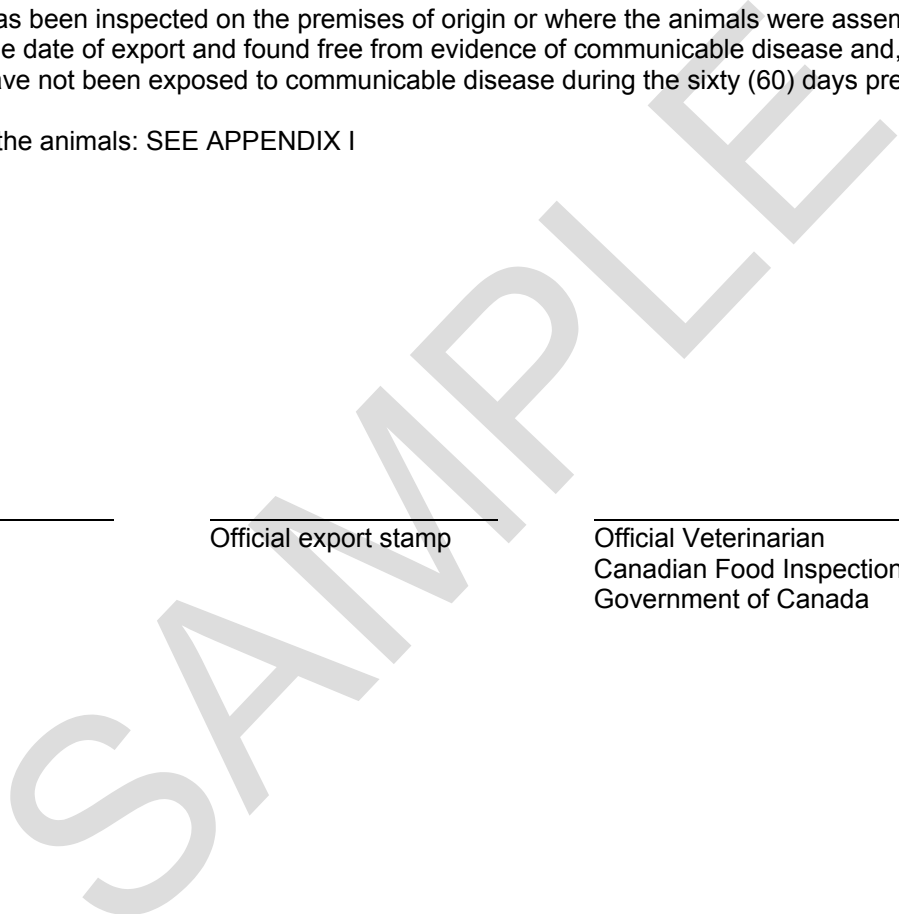 as been inspected on the premises of origin or where the animals were assen
e date of export and found free from evidence of communicable disease and,
ave not been exposed to communicable disease during the sixty (60) days pre
the animals: SEE APPENDIX I
SAMPLE
Official export stamp
Official Veterinarian
Canadian Food Inspection
Government of Canada